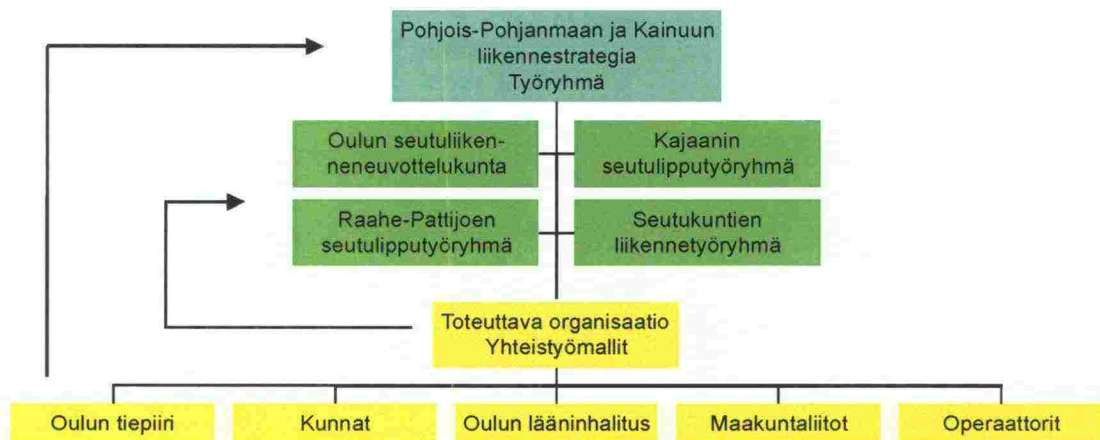 Pohjois-Pohjanmaan ja Kainuun
liikennestrategia
Työryhmä
Oulun seutuliiken-
neneuvottelukunta
Kajaanin
seutulipputyöryhmä
Raahe-Pattijoen
seutulipputyöryhmä
Seutukuntien
liikennetyöryhmä
Toteuttava organisaatio
Yhteistyömallit
Oulun tiepiiri
Kunnat
Oulun lääninhalitus
Maakuntaliitot
Operaattorit